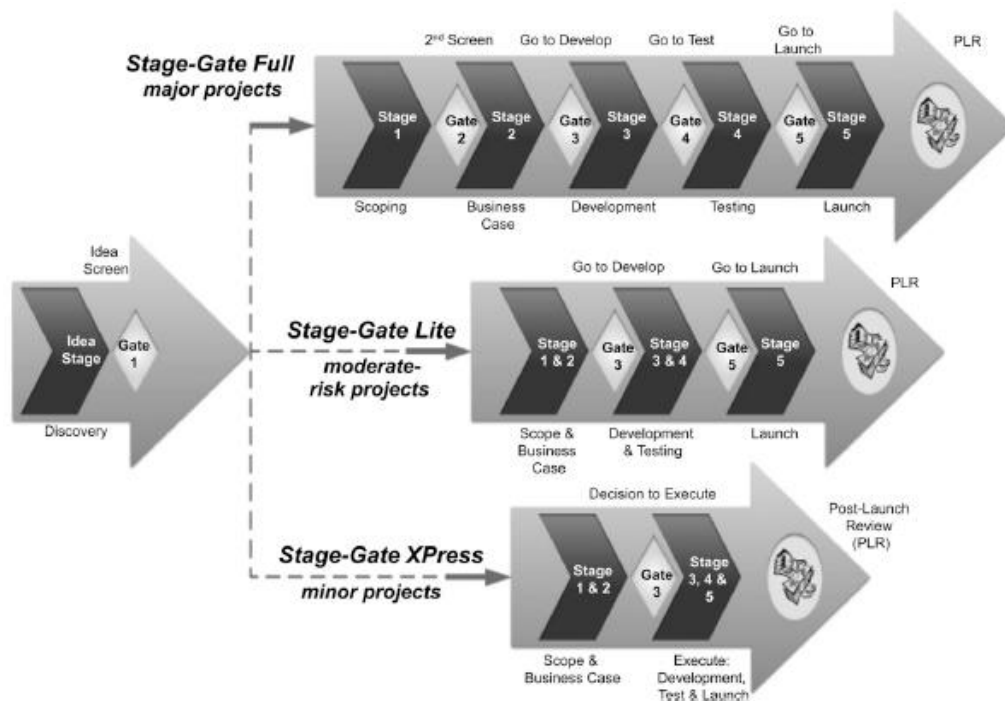 2nd Screen
Go to Develop
Go to Test
Go to
Launch
PLR
Stage-Gate Full
major projects
Stage
1
Gate
2
Stage
2
Gate
3
Stage
3
Gate
4
Stage
4
Gate
5
Stage
5
Scoping
Business
Case
Development
Testing
Launch
Idea
Screen
Idea
Stage
Gate
1
Discovery
Go to Develop
Go to Launch
PLR
Stage-Gate Lite
moderate-
risk projects
Stage
1 & 2
Gate
3
Stage
3 & 4
Gate
5
Stage
5
Scope &
Business
Case
Development
& Testing
Launch
Decision to Execute
Post-Launch
Review
(PLR)
Stage-Gate XPress
minor projects
Stage
1 & 2
Gate
3
Stage
3, 4 &
5
Scope &
Business Case
Execute:
Development,
Test & Launch